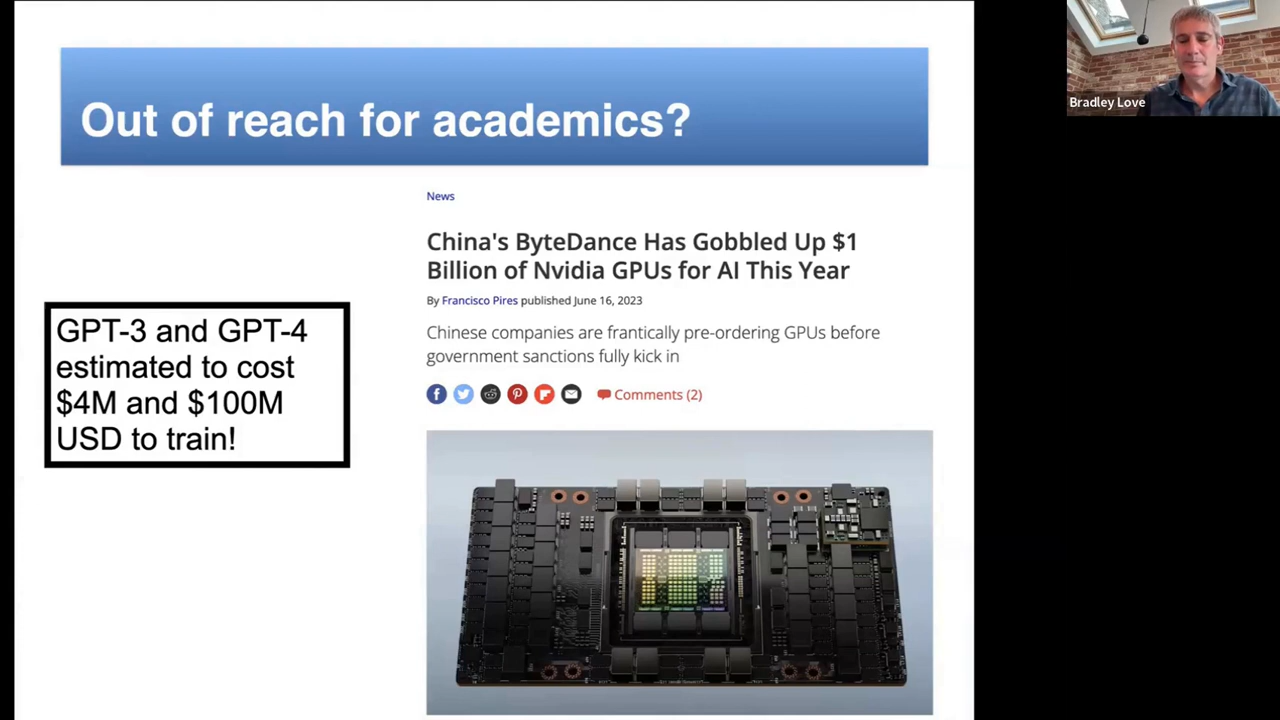 Out of reach for academics?
News
China's ByteDance Has Gobbled Up $1
Billion of Nvidia GPUs for AI This Year
By Francisco Pires published June 16, 2023
Chinese companies are frantically pre-ordering GPUs before
government sanctions fully kick in
Comments (2)
GPT-3 and GPT-4
estimated to cost
$4M and $100M
USD to train!
Bradley Love